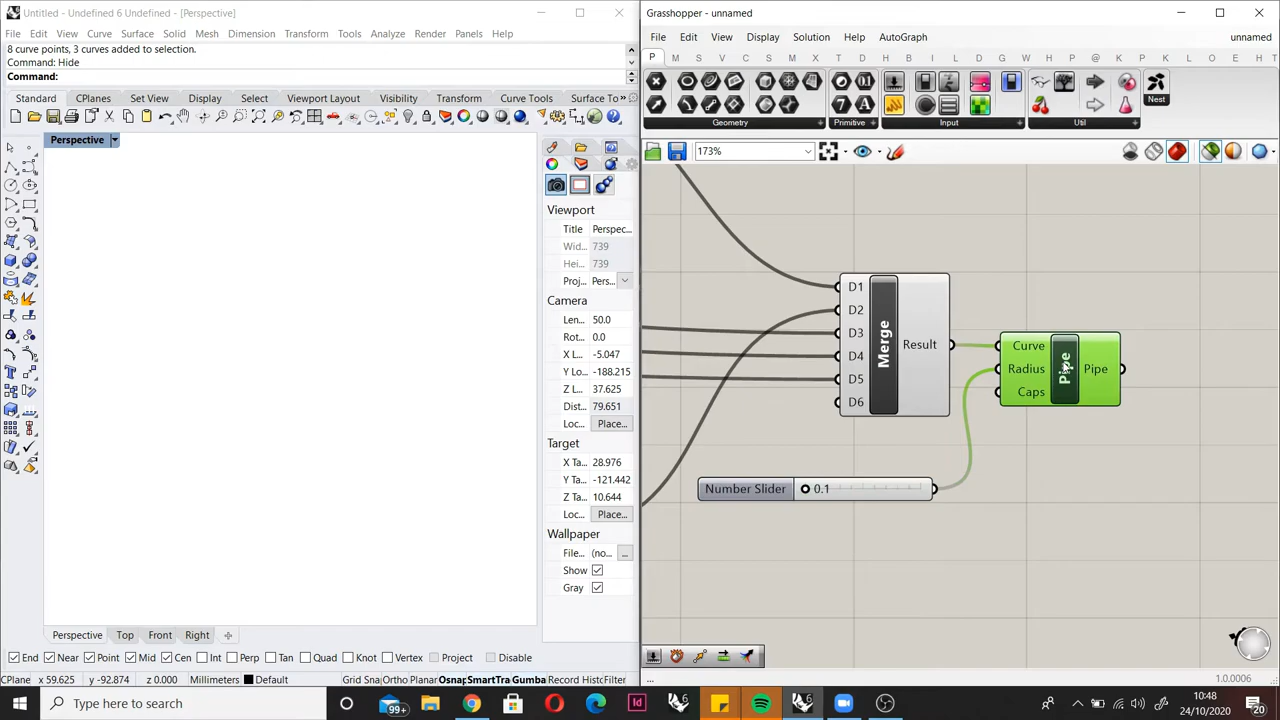 Untitled - Undefined 6 Undefined - [Perspective]
File Edit View Curve Surface Solid Mesh Dimension Transform Tools Analyze Render Panels Help
8 curve points, 3 curves added to selection.
Command: Hide
Command:
Standard CPlanes Set View Display Select Viewport Layout Visibility Transform Curve Tools Surface To
Perspective
Viewport
Title Perspec...
Wid... 739
Hei... 739
Proj... Pers...
Camera
Len... 50.0
Rot... 0.0
X L... -5.047
Y Lo... -188.215
Z L... 37.625
Dist... 79.651
Loc... Place...
Target
X Ta... 28.976
Y Ta... -121.442
Z Ta... 10.644
Loc... Place...
Wallpaper
File... (no... ...
Show
Gray
Perspective Top Front Right
End Near Point Mid Cen Int Perp Tan Quad Knot Vertex Project Disable
CPlane X 59.625 Y -92.874 Z 0.000 Millimeters Default Grid Snap Ortho Planar Osnap SmartTra Gumba Record Hist Filter
Grasshopper - unnamed
File Edit View Display Solution Help AutoGraph unnamed
P M S V C S M I T D H E L B W D F G K P @ C M K E H T
Geometry Primitive Input Util
Nest
173%
D1
D2
D3
D4
D5
D6
Merge
Result
Curve
Radius
Caps
Pipe
Pipe
Number Slider 0.1
... 1.0.0006
Type here to search
99+
10:48
24/10/2020
20